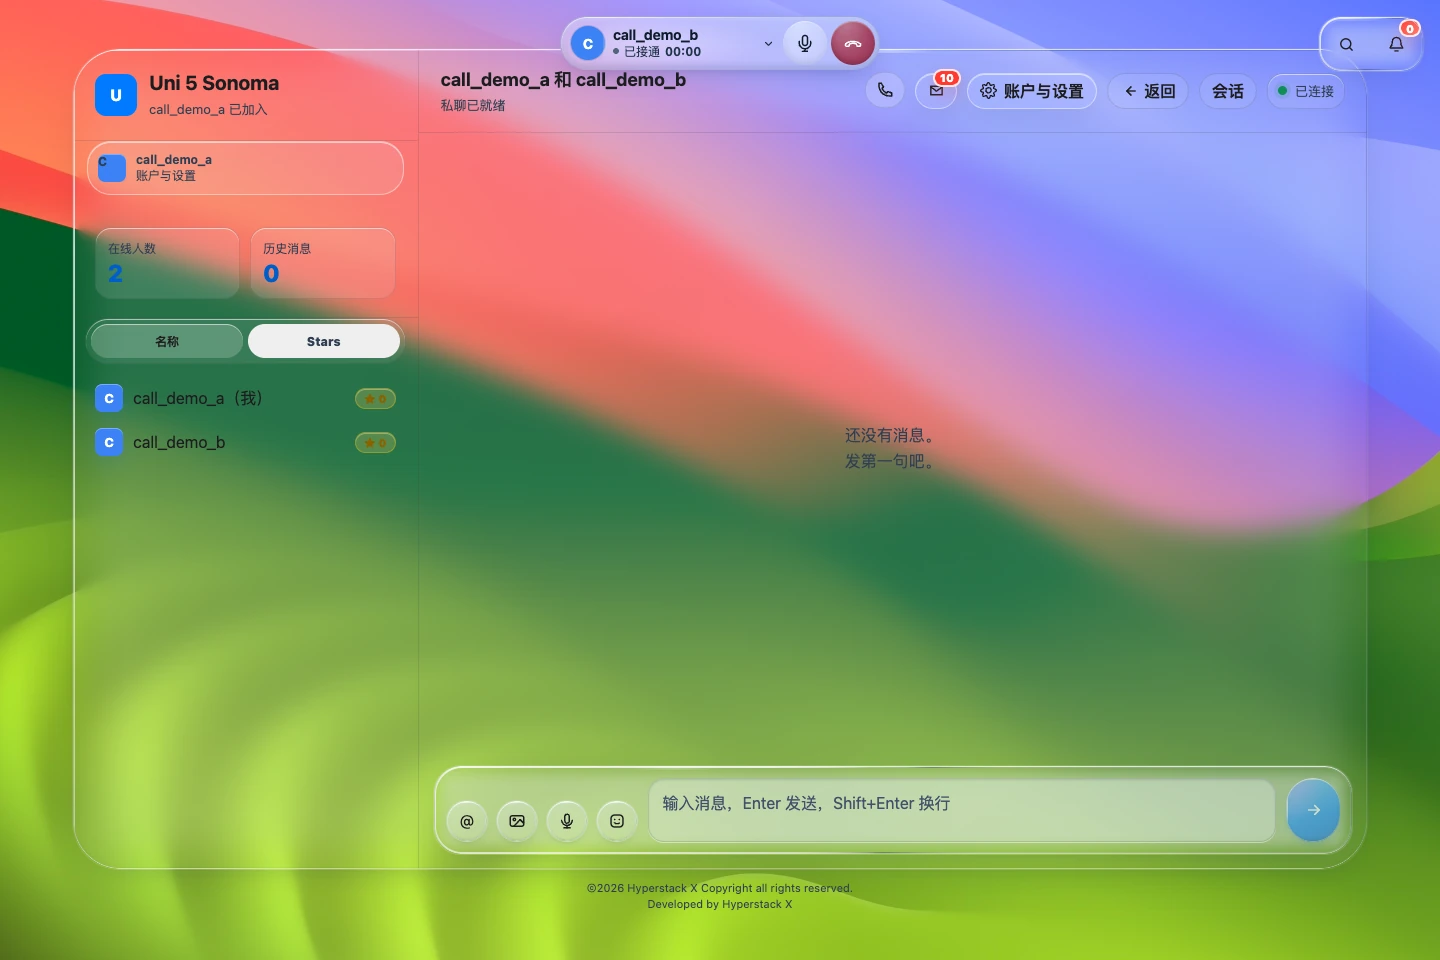 C
call_demo_b
已接通 00:00
0
U
Uni 5 Sonoma
call_demo_a 已加入
call_demo_a 和 call_demo_b
私聊已就绪
10
账户与设置
返回
会话
已连接
C
call_demo_a
账户与设置
在线人数
2
历史消息
0
名称
Stars
C
call_demo_a（我）
0
C
call_demo_b
0
还没有消息。
发第一句吧。
@
输入消息，Enter 发送，Shift+Enter 换行
©2026 Hyperstack X Copyright all rights reserved.
Developed by Hyperstack X